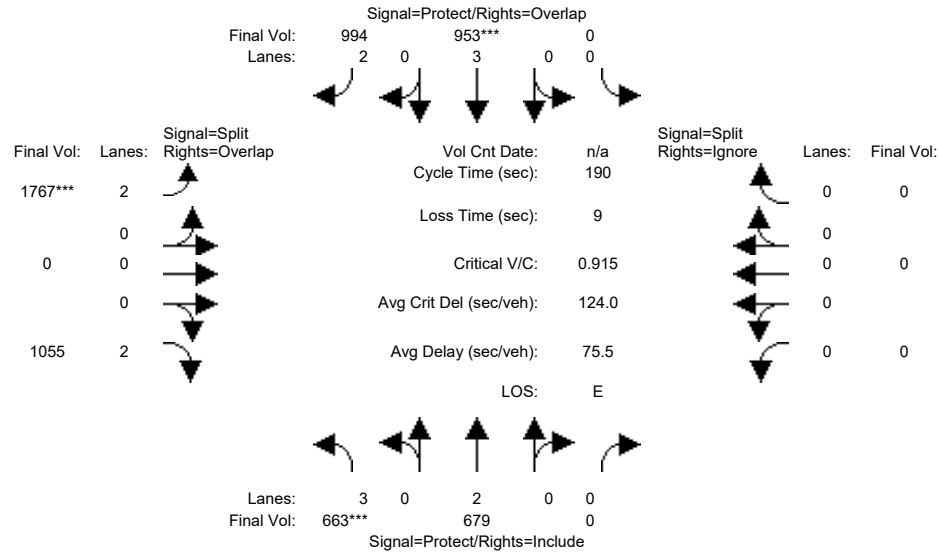 Signal=Protect/Rights=Overlap
Final Vol: 994 953*** 0
Lanes: 2 0 3 0 0
Signal=Split
Final Vol: Lanes: Rights=Overlap
Vol Cnt Date: n/a
Signal=Split
Rights=Ignore Lanes: Final Vol:
Cycle Time (sec): 190
1767*** 2
0 0
Loss Time (sec): 9
0
0
0 0
Critical V/C: 0.915
0 0
0
Avg Crit Del (sec/veh): 124.0
0
1055 2
Avg Delay (sec/veh): 75.5
0 0
LOS: E
Lanes: 3 0 2 0 0
Final Vol: 663*** 679 0
Signal=Protect/Rights=Include